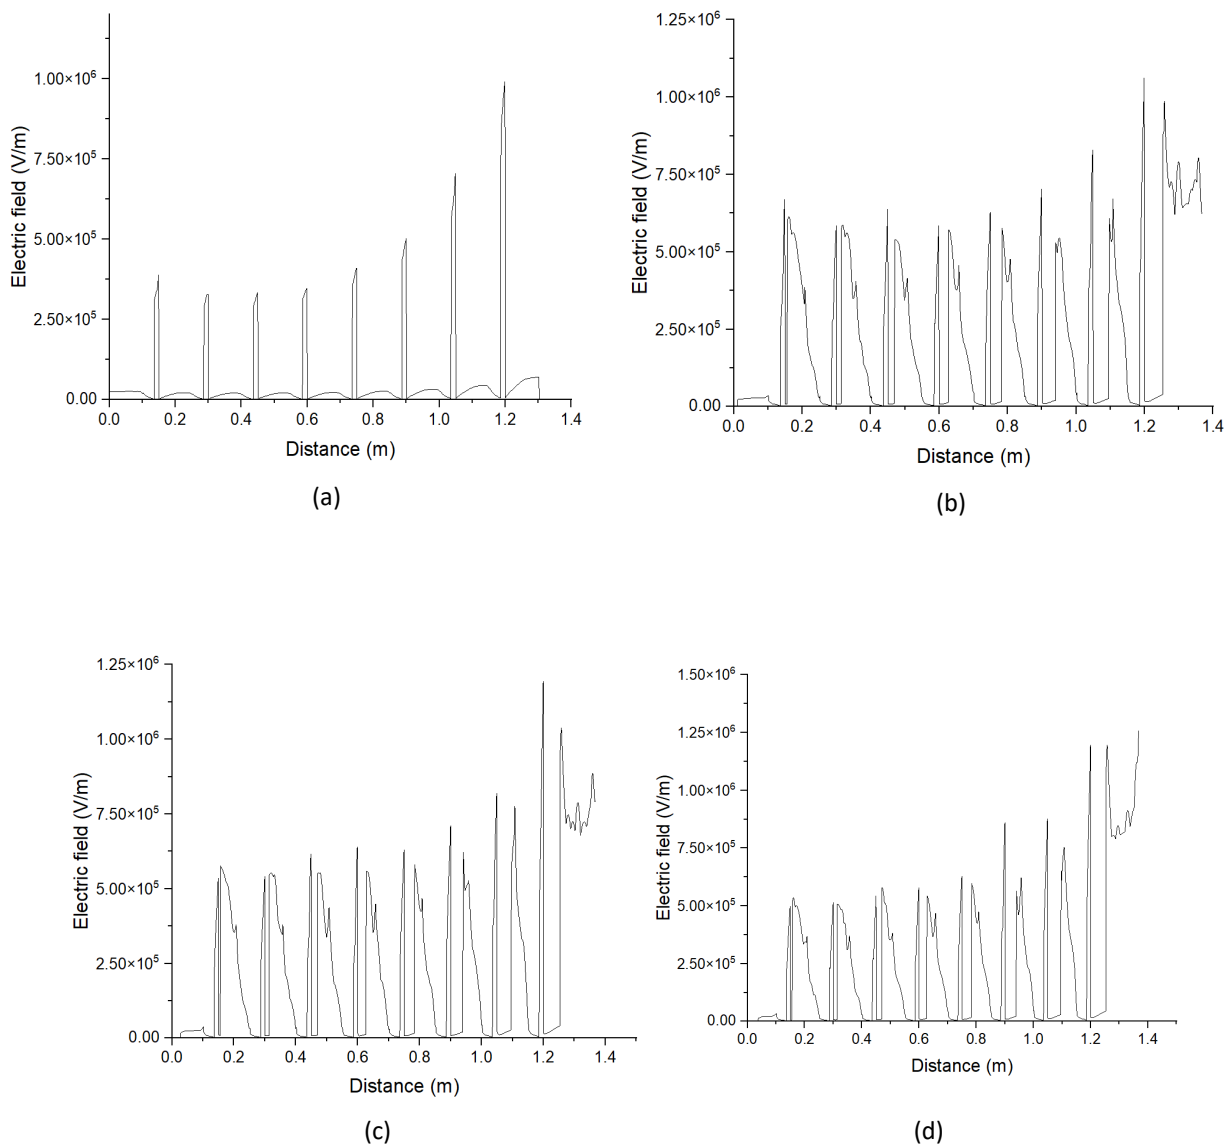 1.00×10⁶
7.50×10⁵
5.00×10⁵
2.50×10⁵
0.00
0.0 0.2 0.4 0.6 0.8 1.0 1.2 1.4
Electric field (V/m)
Distance (m)
(a)
1.25×10⁶
1.00×10⁶
7.50×10⁵
5.00×10⁵
2.50×10⁵
0.00
0.0 0.2 0.4 0.6 0.8 1.0 1.2 1.4
Electric field (V/m)
Distance (m)
(b)
1.25×10⁶
1.00×10⁶
7.50×10⁵
5.00×10⁵
2.50×10⁵
0.00
0.0 0.2 0.4 0.6 0.8 1.0 1.2 1.4
Electric field (V/m)
Distance (m)
(c)
1.50×10⁶
1.25×10⁶
1.00×10⁶
7.50×10⁵
5.00×10⁵
2.50×10⁵
0.00
0.0 0.2 0.4 0.6 0.8 1.0 1.2 1.4
Electric field (V/m)
Distance (m)
(d)